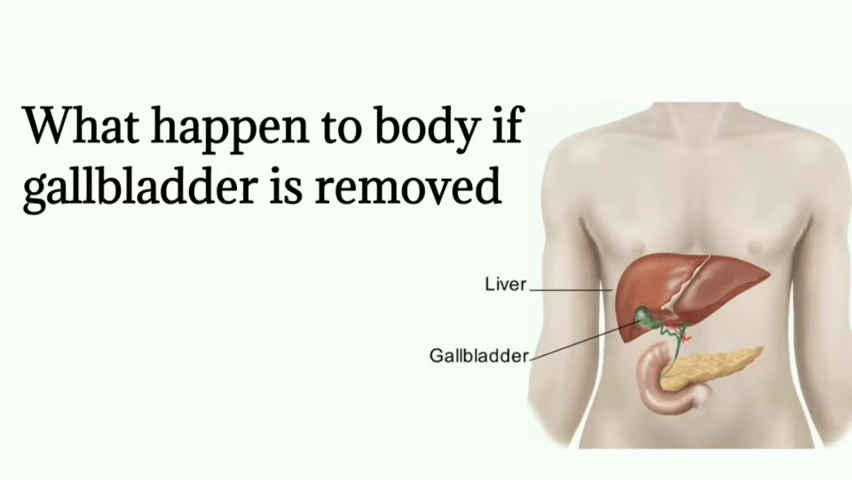 What happen to body if
gallbladder is removed
Liver
Gallbladder